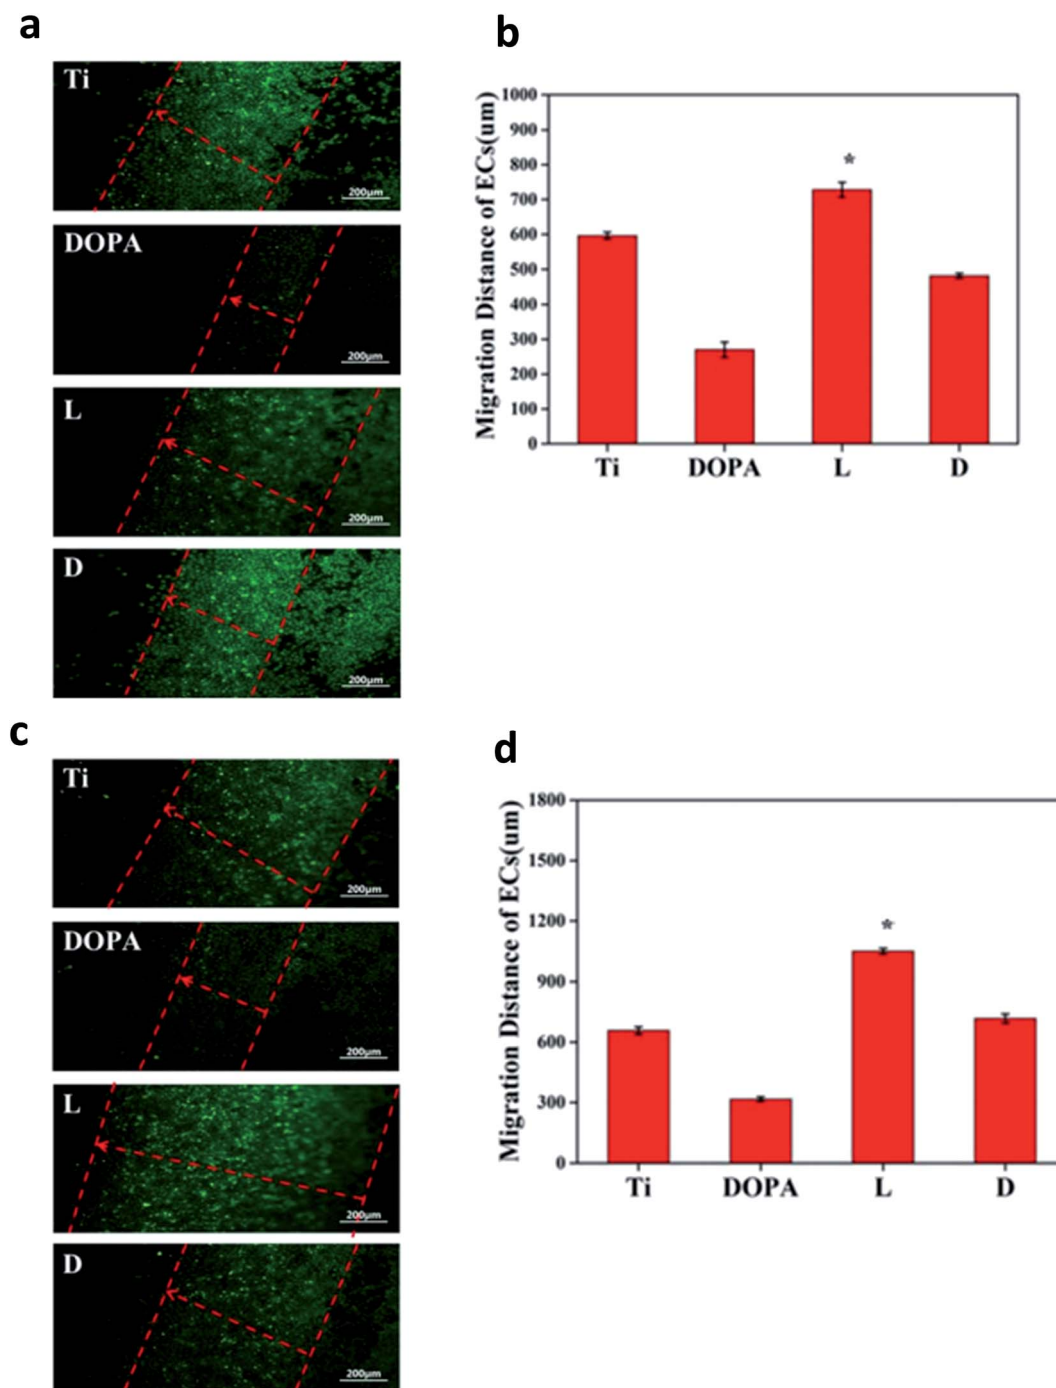 a
Ti
200μm
DOPA
200μm
L
200μm
D
200μm
b
Migration Distance of ECs(um)
1000
900
800
700
600
500
400
300
200
100
0
*
Ti DOPA L D
c
Ti
200μm
DOPA
200μm
L
200μm
D
200μm
d
Migration Distance of ECs(um)
1800
1500
1200
900
600
300
0
*
Ti DOPA L D